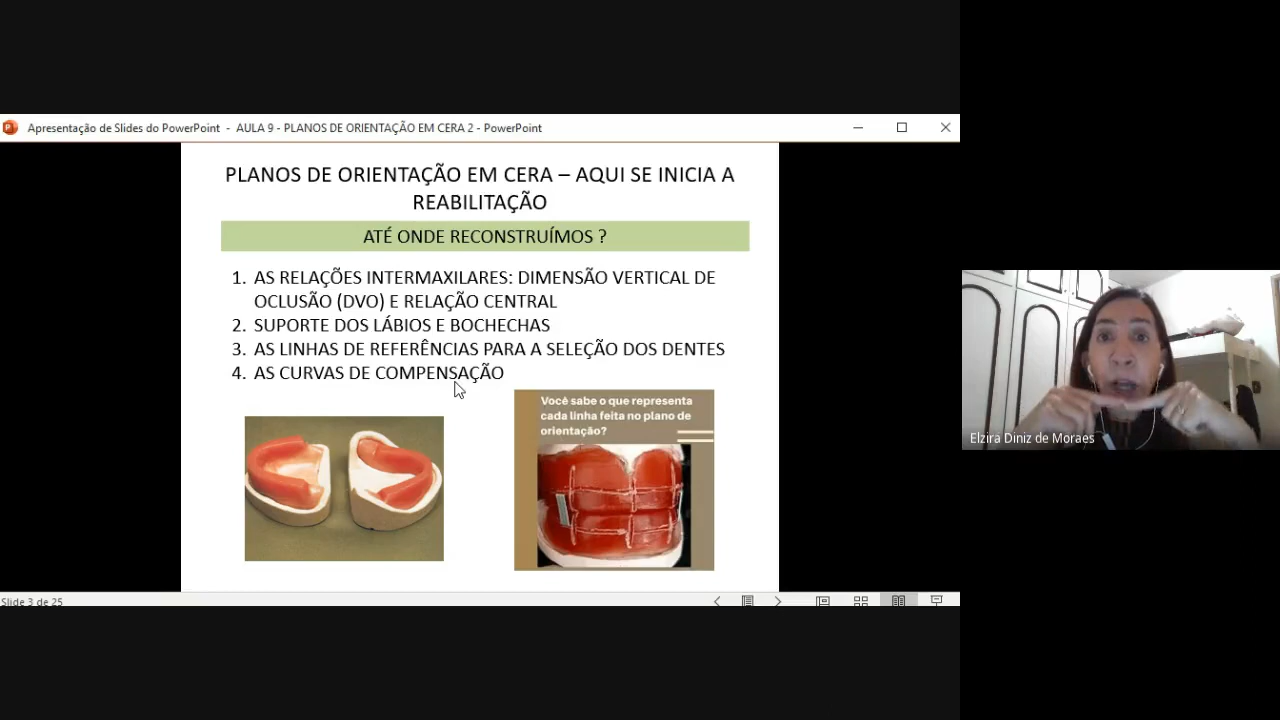 Apresentação de Slides do PowerPoint - AULA 9 - PLANOS DE ORIENTAÇÃO EM CERA 2 - PowerPoint
PLANOS DE ORIENTAÇÃO EM CERA – AQUI SE INICIA A
REABILITAÇÃO
ATÉ ONDE RECONSTRUÍMOS ?
1. AS RELAÇÕES INTERMAXILARES: DIMENSÃO VERTICAL DE
OCLUSÃO (DVO) E RELAÇÃO CENTRAL
2. SUPORTE DOS LÁBIOS E BOCHECHAS
3. AS LINHAS DE REFERÊNCIAS PARA A SELEÇÃO DOS DENTES
4. AS CURVAS DE COMPENSAÇÃO
Você sabe o que representa
cada linha feita no plano de
orientação?
Elzira Diniz de Moraes
Slide 3 de 25